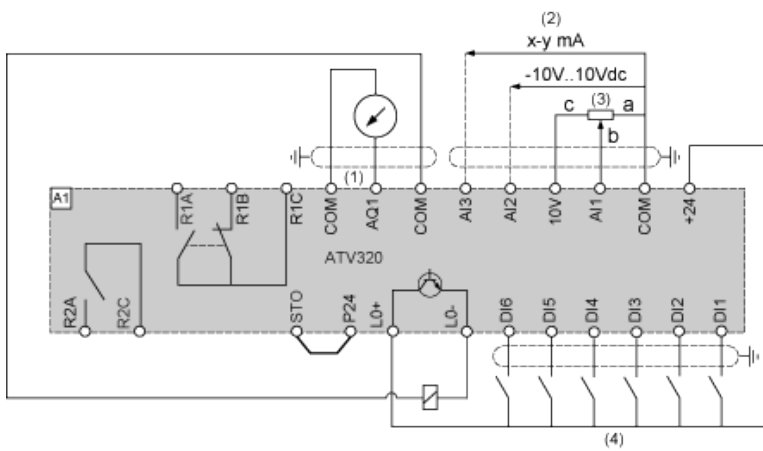 (2)
x-y mA
-10V..10Vdc
c
(3)
a
b
(1)
A1
R1A
R1B
R1C
COM
AQ1
COM
AI3
AI2
10V
AI1
COM
+24
ATV320
R2A
R2C
STO
P24
L0+
L0-
DI6
DI5
DI4
DI3
DI2
DI1
(4)